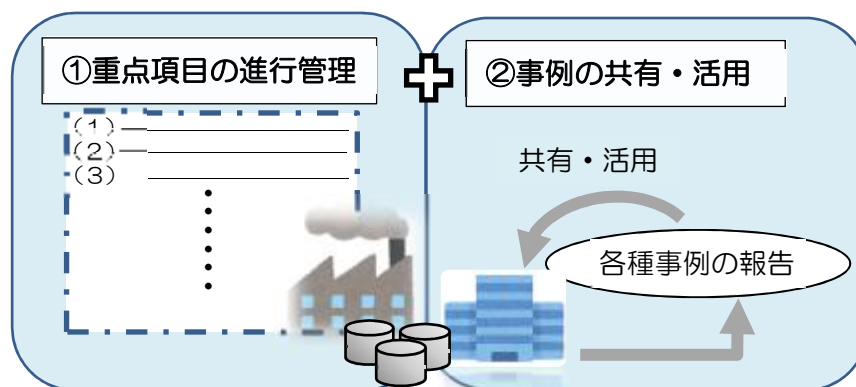 ①重点項目の進行管理
②事例の共有・活用
(1)
(2)
(3)
共有・活用
各種事例の報告